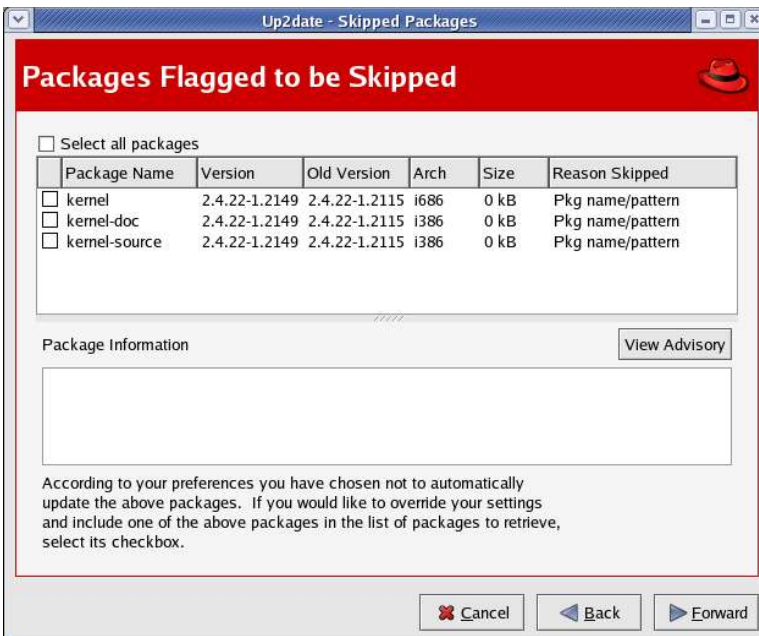 Up2date - Skipped Packages
Packages Flagged to be Skipped
Select all packages
Package Name Version Old Version Arch Size Reason Skipped
kernel 2.4.22-1.2149 2.4.22-1.2115 i686 0 kB Pkg name/pattern
kernel-doc 2.4.22-1.2149 2.4.22-1.2115 i386 0 kB Pkg name/pattern
kernel-source 2.4.22-1.2149 2.4.22-1.2115 i386 0 kB Pkg name/pattern
Package Information View Advisory
According to your preferences you have chosen not to automatically
update the above packages.  If you would like to override your settings
and include one of the above packages in the list of packages to retrieve,
select its checkbox.
Cancel Back Forward